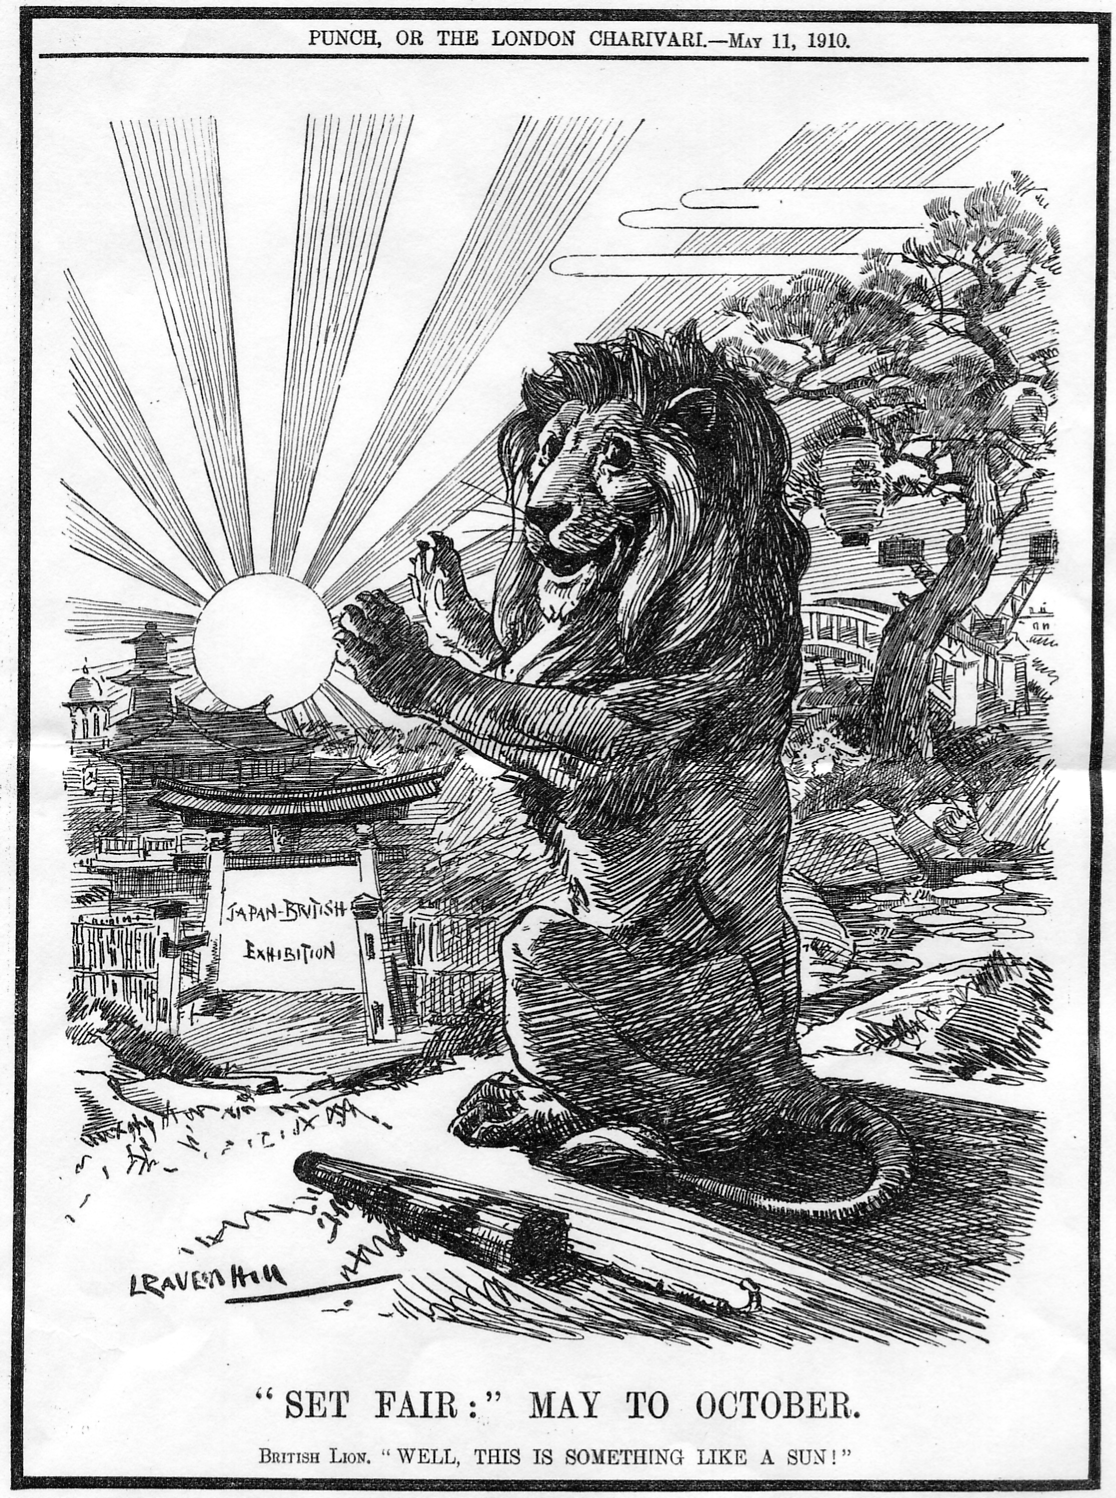 PUNCH, OR THE LONDON CHARIVARI.—MAY 11, 1910.
JAPAN-BRITISH
EXHIBITION
L RAVEN HILL
"SET FAIR:" MAY TO OCTOBER.
BRITISH LION. "WELL, THIS IS SOMETHING LIKE A SUN!"